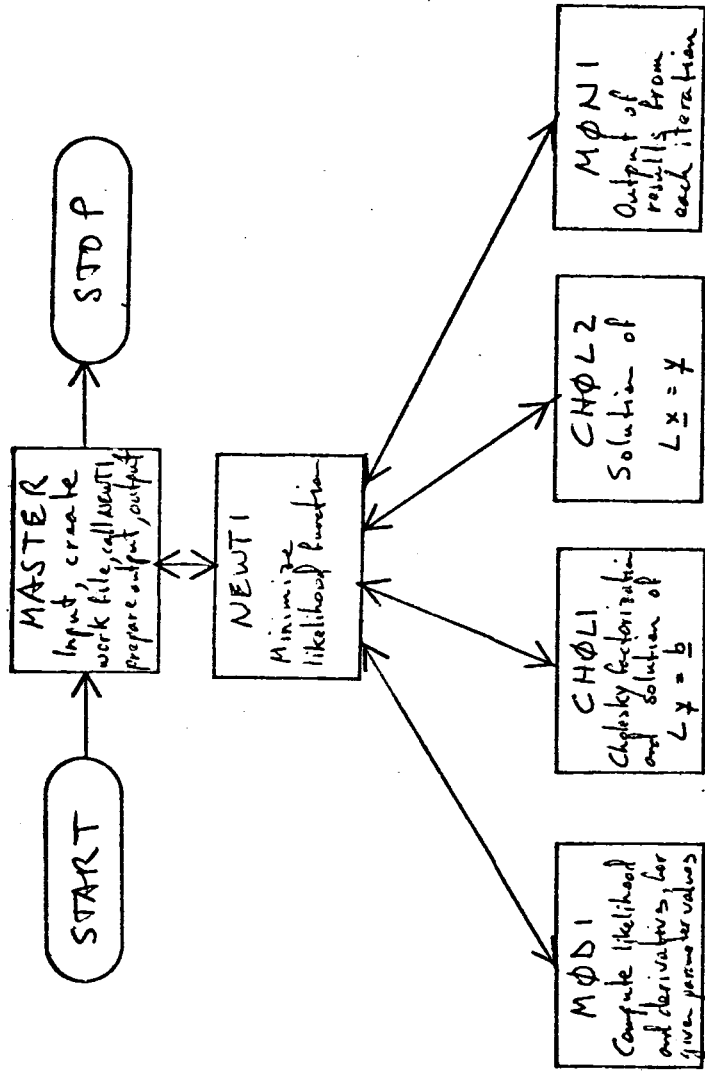 START
MASTER
Input, create
work file, call NEWT1,
prepare output, output
STOP
NEWT1
Minimize
likelihood function
MØD1
Compute likelihood
and derivatives, for
given parameter values
CHØL1
Cholesky factorization
and solution of
L y = b
CHØL2
Solution of
L x = y
MØN1
Output of
results from
each iteration